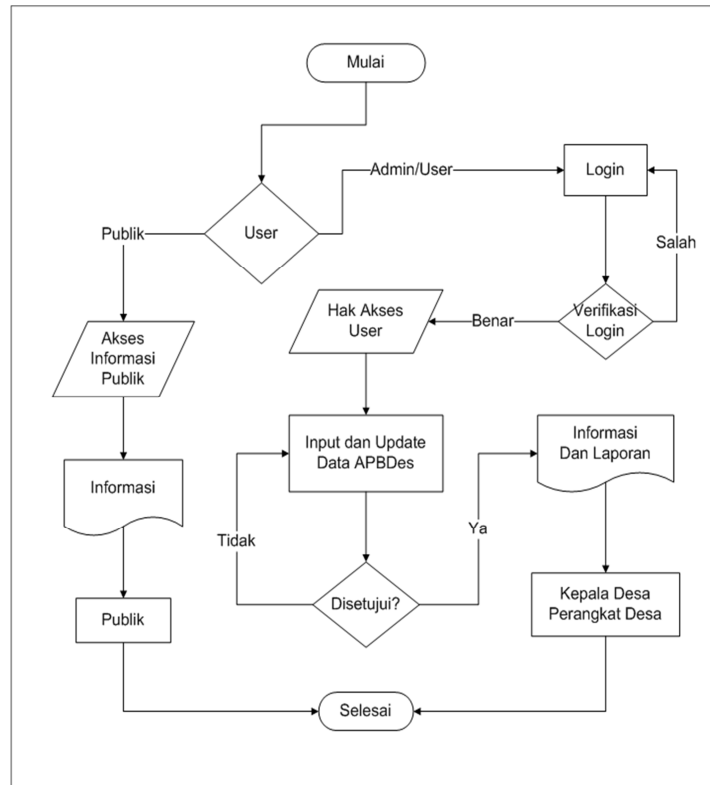 Mulai
Admin/User
Login
Publik
User
Salah
Hak Akses
User
Benar
Verifikasi
Login
Akses
Informasi
Publik
Input dan Update
Data APBDes
Informasi
Dan Laporan
Informasi
Tidak
Ya
Publik
Disetujui?
Kepala Desa
Perangkat Desa
Selesai